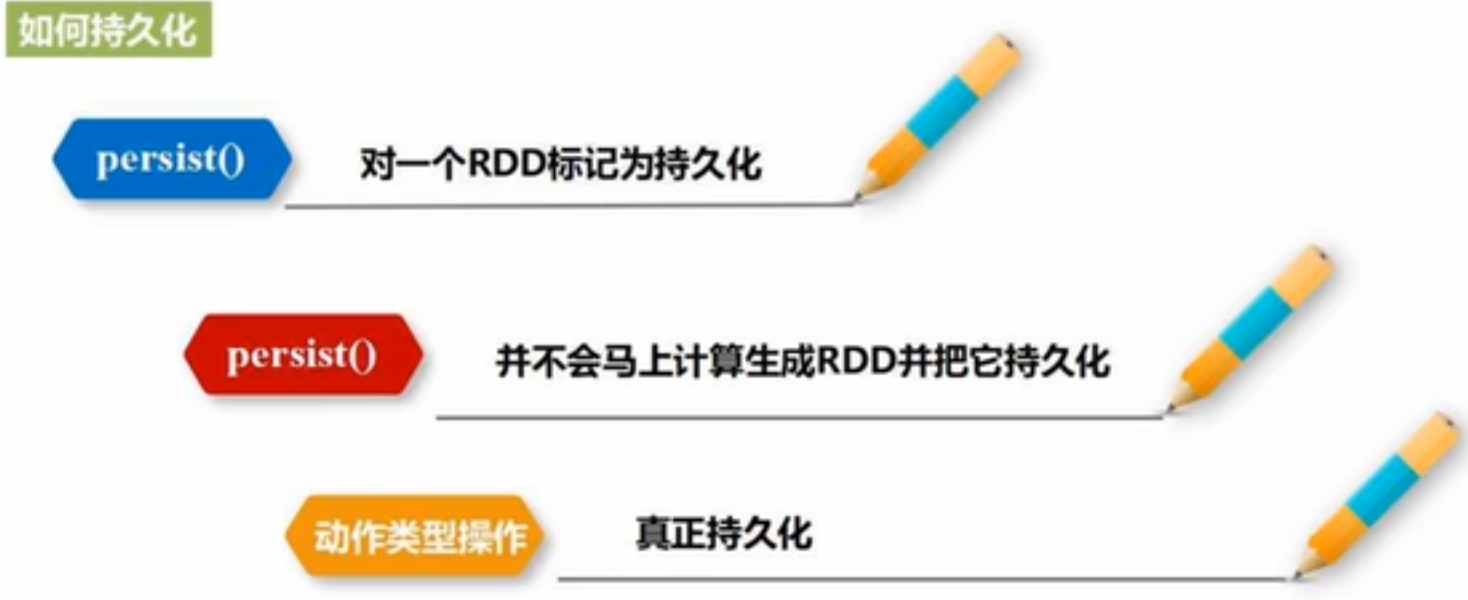 如何持久化
persist()
对一个RDD标记为持久化
persist()
并不会马上计算生成RDD并把它持久化
动作类型操作
真正持久化